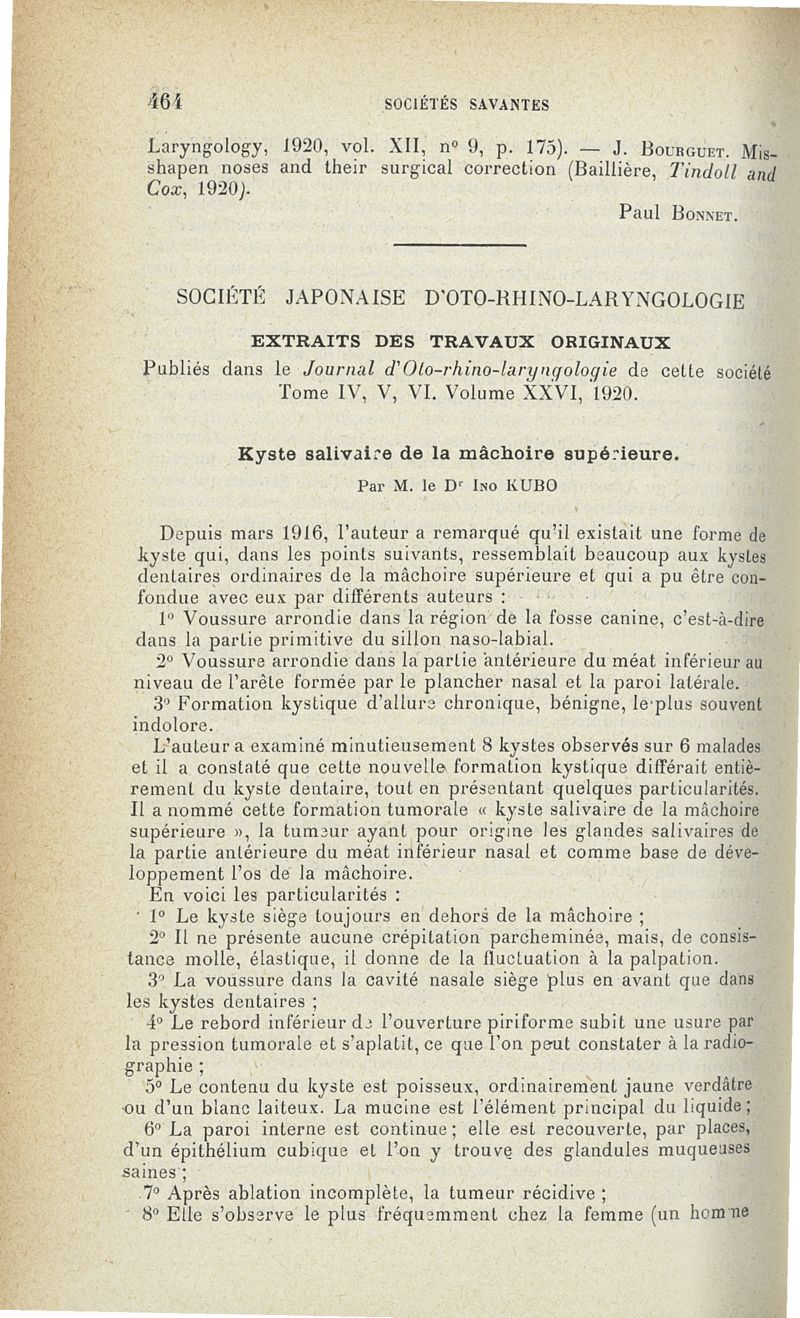 464
SOCIÉTÉS SAVANTES
Laryngology, 1920, vol. XII, n° 9, p. 175). — J. BOURGUET. Mis-
shapen noses and their surgical correction (Baillière, Tindoll and
Cox, 1920).
Paul BONNET.
SOCIÉTÉ JAPONAISE D'OTO-RHINO-LARYNGOLOGIE
EXTRAITS DES TRAVAUX ORIGINAUX
Publiés dans le Journal d'Oto-rhino-laryngologie de cette société
Tome IV, V, VI. Volume XXVI, 1920.
Kyste salivaire de la mâchoire supérieure.
Par M. le Dr INO KUBO
Depuis mars 1916, l'auteur a remarqué qu'il existait une forme de
kyste qui, dans les points suivants, ressemblait beaucoup aux kystes
dentaires ordinaires de la mâchoire supérieure et qui a pu être con-
fondue avec eux par différents auteurs :
1° Voussure arrondie dans la région de la fosse canine, c'est-à-dire
dans la partie primitive du sillon naso-labial.
2° Voussure arrondie dans la partie antérieure du méat inférieur au
niveau de l'arête formée par le plancher nasal et la paroi latérale.
3° Formation kystique d'allure chronique, bénigne, le plus souvent
indolore.
L'auteur a examiné minutieusement 8 kystes observés sur 6 malades
et il a constaté que cette nouvelle formation kystique différait entiè-
rement du kyste dentaire, tout en présentant quelques particularités.
Il a nommé cette formation tumorale « kyste salivaire de la mâchoire
supérieure », la tumeur ayant pour origine les glandes salivaires de
la partie antérieure du méat inférieur nasal et comme base de déve-
loppement l'os de la mâchoire.
En voici les particularités :
1° Le kyste siège toujours en dehors de la mâchoire ;
2° Il ne présente aucune crépitation parcheminée, mais, de consis-
tance molle, élastique, il donne de la fluctuation à la palpation.
3° La voussure dans la cavité nasale siège plus en avant que dans
les kystes dentaires ;
4° Le rebord inférieur de l'ouverture piriforme subit une usure par
la pression tumorale et s'aplatit, ce que l'on peut constater à la radio-
graphie ;
5° Le contenu du kyste est poisseux, ordinairement jaune verdâtre
ou d'un blanc laiteux. La mucine est l'élément principal du liquide ;
6° La paroi interne est continue ; elle est recouverte, par places,
d'un épithélium cubique et l'on y trouve des glandules muqueuses
saines ;
7° Après ablation incomplète, la tumeur récidive ;
8° Elle s'observe le plus fréquemment chez la femme (un homme